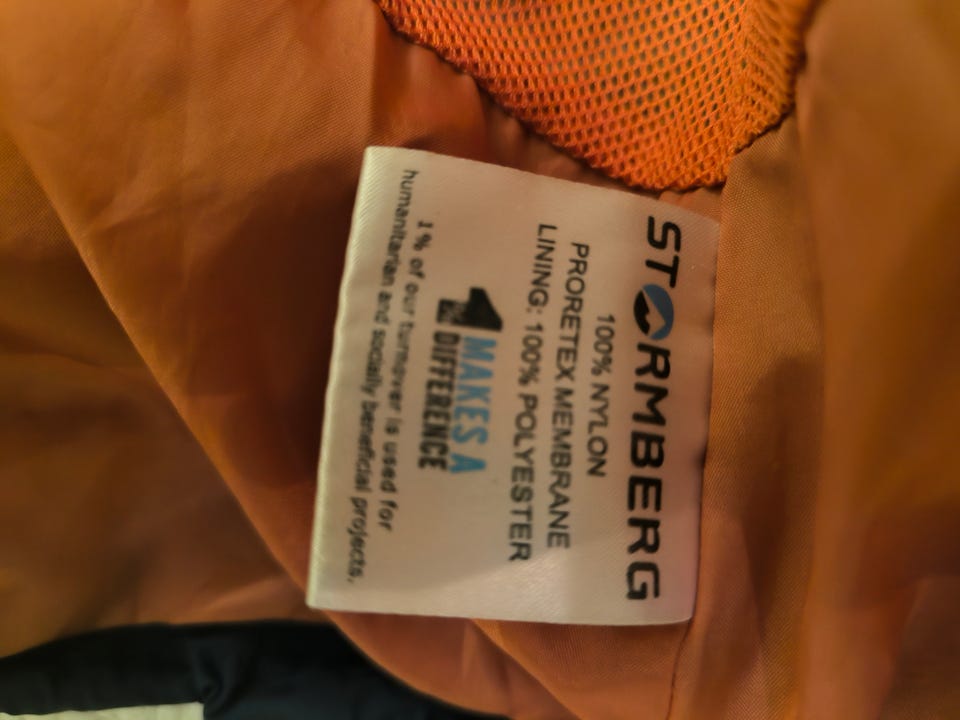 STORMBERG
100% NYLON
PRORETEX MEMBRANE
LINING: 100% POLYESTER
1 MAKES A
DIFFERENCE
1% of our turnover is used for
humanitarian and socially beneficial projects.